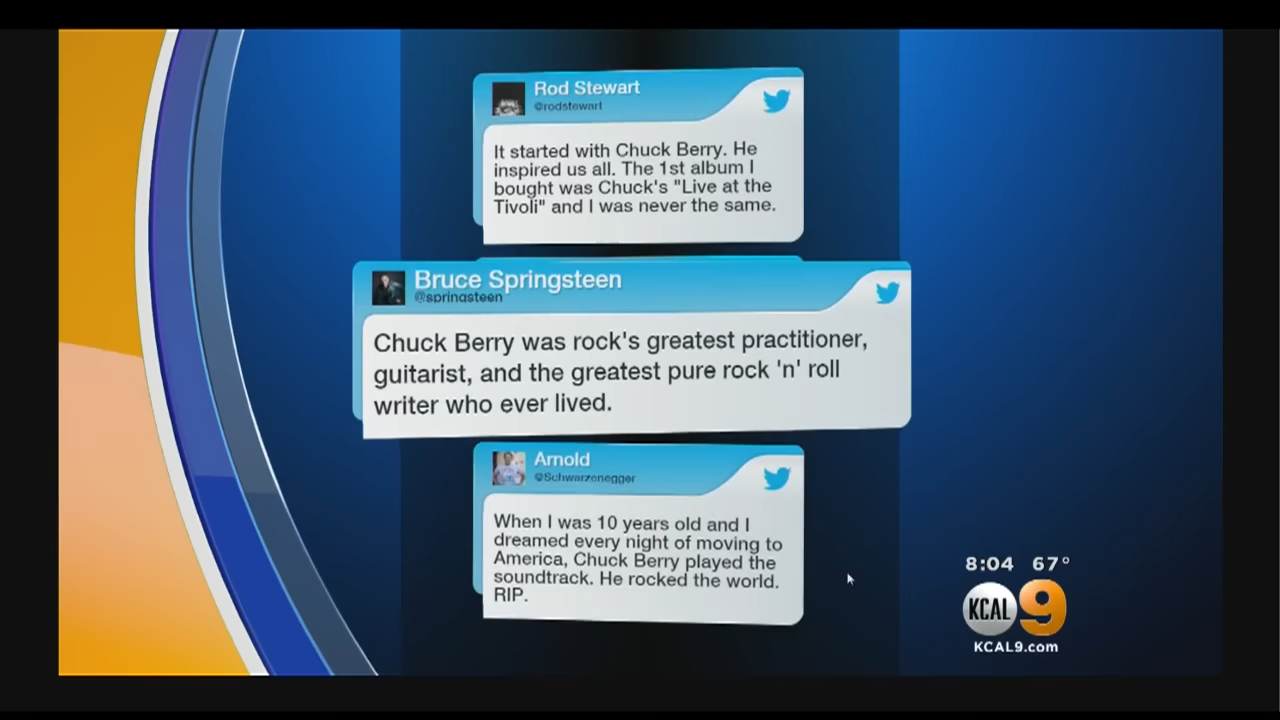 Rod Stewart
@rodstewart
It started with Chuck Berry. He
inspired us all. The 1st album I
bought was Chuck's "Live at the
Tivoli" and I was never the same.
Bruce Springsteen
@springsteen
Chuck Berry was rock's greatest practitioner,
guitarist, and the greatest pure rock 'n' roll
writer who ever lived.
Arnold
@Schwarzenegger
When I was 10 years old and I
dreamed every night of moving to
America, Chuck Berry played the
soundtrack. He rocked the world.
RIP.
8:04 67°
KCAL 9
KCAL9.com